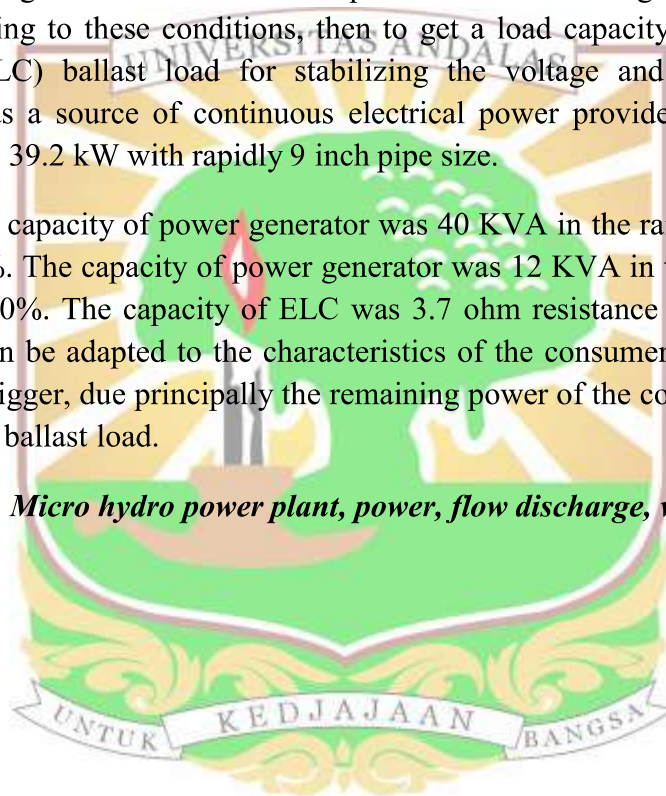 ing to these conditions, then to get a load capacity
UNIVERSITAS ANDALAS
LC) ballast load for stabilizing the voltage and
as a source of continuous electrical power provide
39.2 kW with rapidly 9 inch pipe size.
capacity of power generator was 40 KVA in the ra
%. The capacity of power generator was 12 KVA in
0%. The capacity of ELC was 3.7 ohm resistance
n be adapted to the characteristics of the consumer
igger, due principally the remaining power of the co
ballast load.
Micro hydro power plant, power, flow discharge,
UNTUK KEDJAJAAN BANGSA